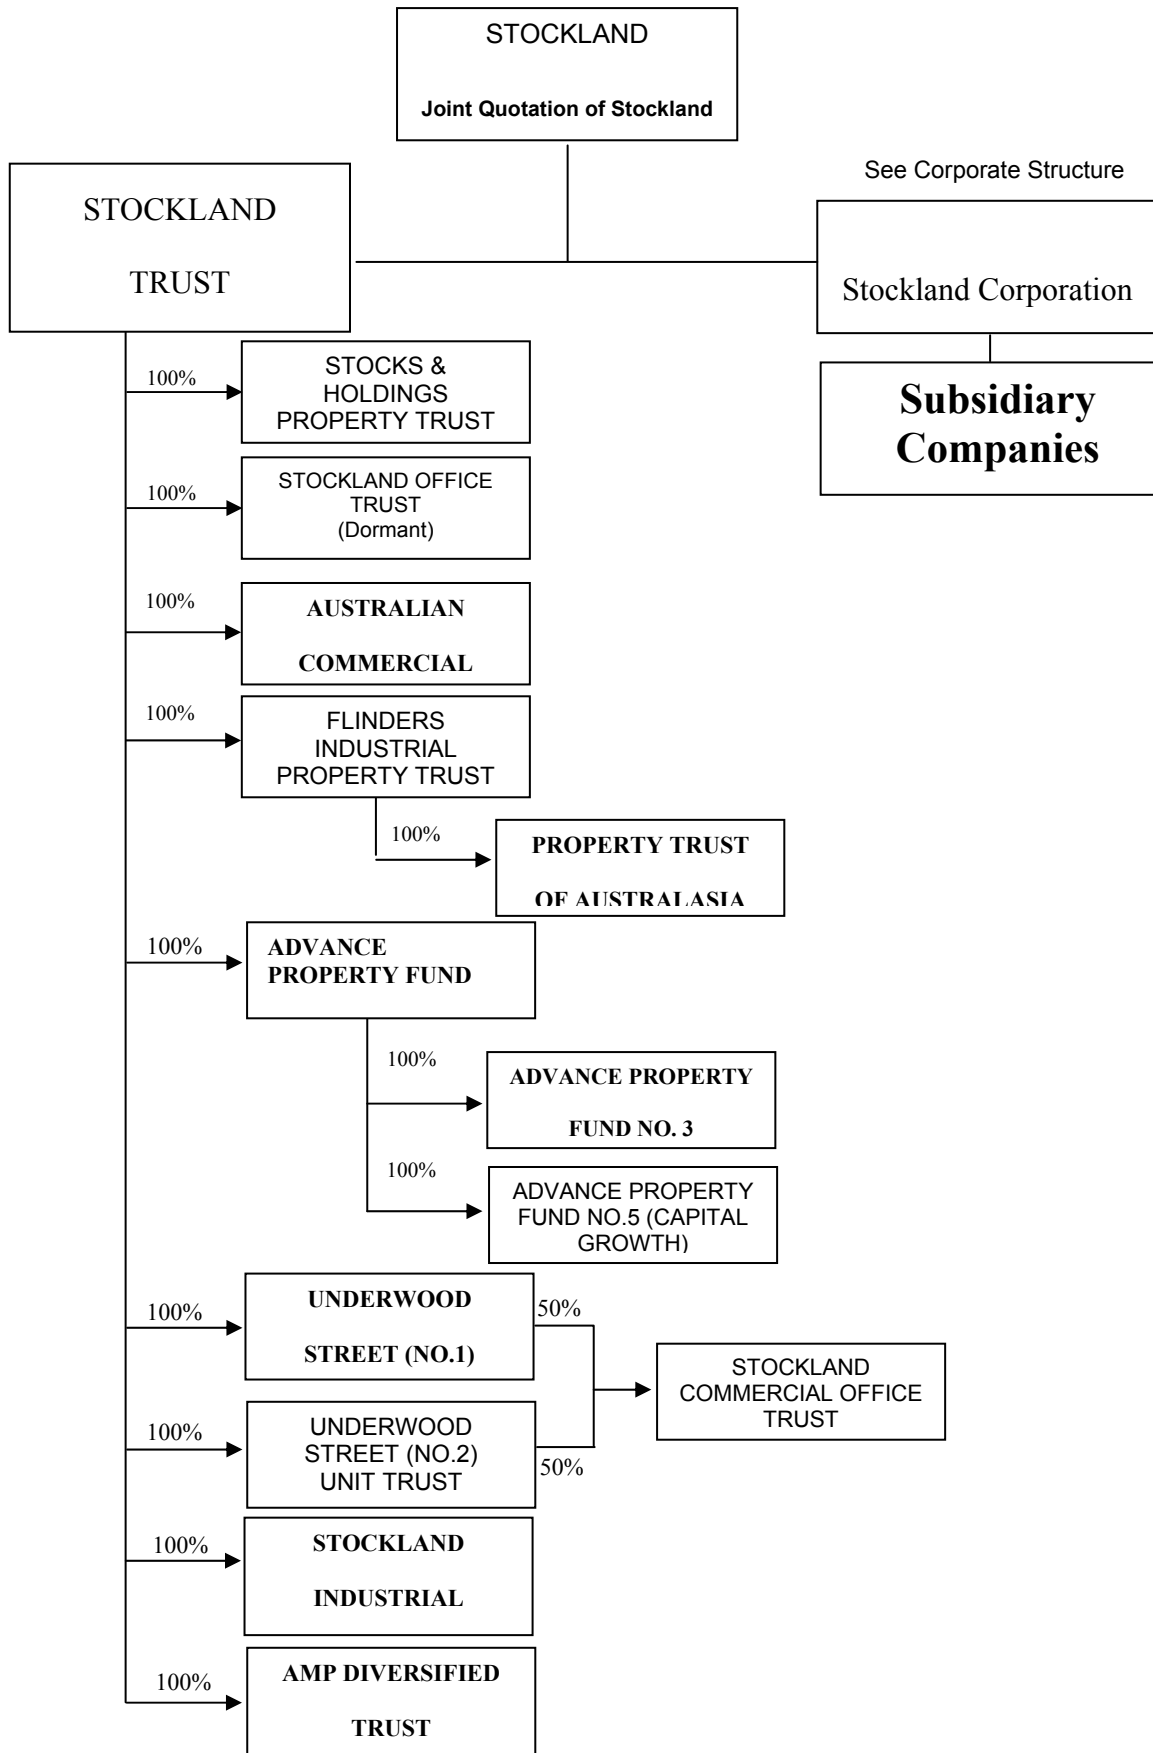 STOCKLAND
Joint Quotation of Stockland
See Corporate Structure
STOCKLAND
TRUST
Stockland Corporation
Subsidiary
Companies
100%
STOCKS &
HOLDINGS
PROPERTY TRUST
100%
STOCKLAND OFFICE
TRUST
(Dormant)
100%
AUSTRALIAN
COMMERCIAL
100%
FLINDERS
INDUSTRIAL
PROPERTY TRUST
100%
PROPERTY TRUST
OF AUSTRALASIA
100%
ADVANCE
PROPERTY FUND
100%
ADVANCE PROPERTY
FUND NO. 3
100%
ADVANCE PROPERTY
FUND NO.5 (CAPITAL
GROWTH)
100%
UNDERWOOD
STREET (NO.1)
50%
STOCKLAND
COMMERCIAL OFFICE
TRUST
100%
UNDERWOOD
STREET (NO.2)
UNIT TRUST
50%
100%
STOCKLAND
INDUSTRIAL
100%
AMP DIVERSIFIED
TRUST